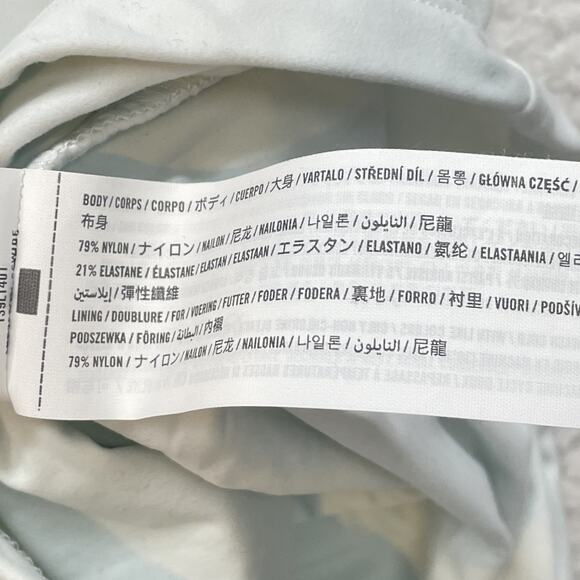 BODY / CORPS / CORPO / ボディ / CUERPO / 大身 / VARTALO / STŘEDNÍ DÍL / 몸통 / GŁÓWNA CZĘŚĆ /
布身
79% NYLON / ナイロン / NAILON / 尼龙 / NAILONIA / 나일론 / النايلون / 尼龍
21% ELASTANE / ÉLASTANE / ELASTAN / ELASTAAN / エラスタン / ELASTANO / 氨纶 / ELASTAANIA /
إيلاستين / 彈性纖維
LINING / DOUBLURE / FOR / VOERING / FUTTER / FODER / FODERA / 裏地 / FORRO / 衬里 / VUORI /
PODSZEWKA / FÔRING / البطانة / 內襯
79% NYLON / ナイロン / NAILON / 尼龙 / NAILONIA / 나일론 / النايلون / 尼龍